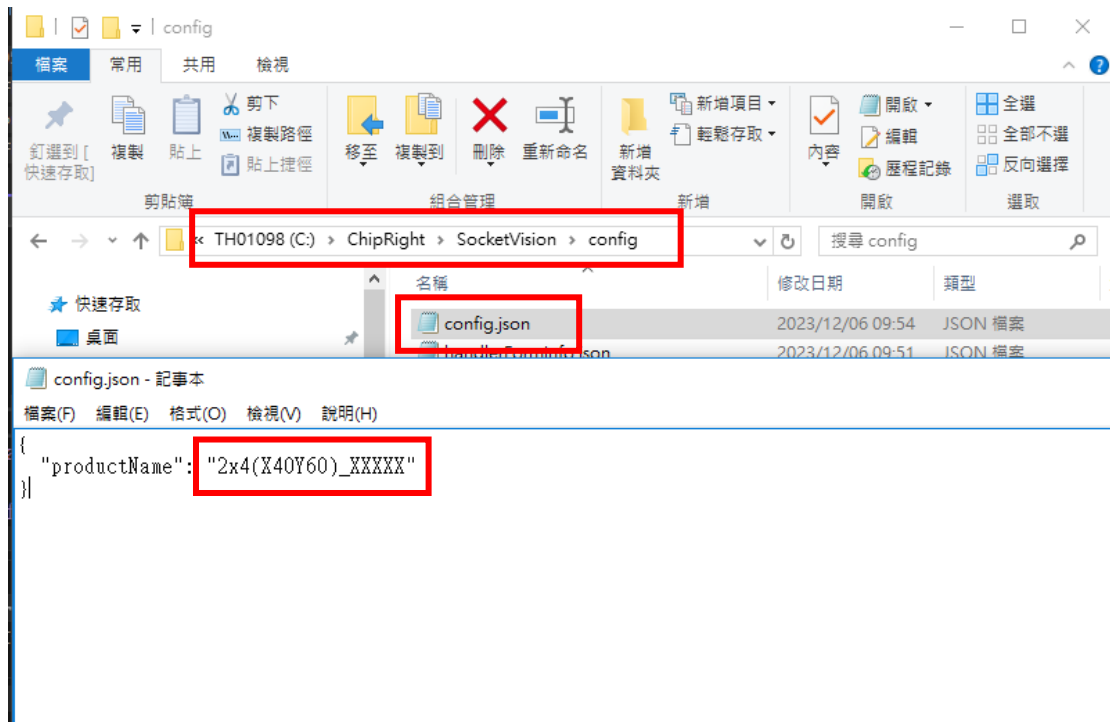 config
檔案 常用 共用 檢視
釘選到 [
快速存取]
複製
貼上
剪下
複製路徑
貼上捷徑
剪貼簿
移至
複製到
刪除
重新命名
組合管理
新增
資料夾
新增項目
輕鬆存取
新增
內容
開啟
編輯
歷程記錄
開啟
全選
全部不選
反向選擇
選取
« TH01098 (C:) › ChipRight › SocketVision › config
搜尋 config
快速存取
桌面
名稱 修改日期 類型
config.json 2023/12/06 09:54 JSON 檔案
2023/12/06 09:51 JSON 檔案
config.json - 記事本
檔案(F) 編輯(E) 格式(O) 檢視(V) 說明(H)
{
"productName": "2x4(X40Y60)_XXXXX"
}